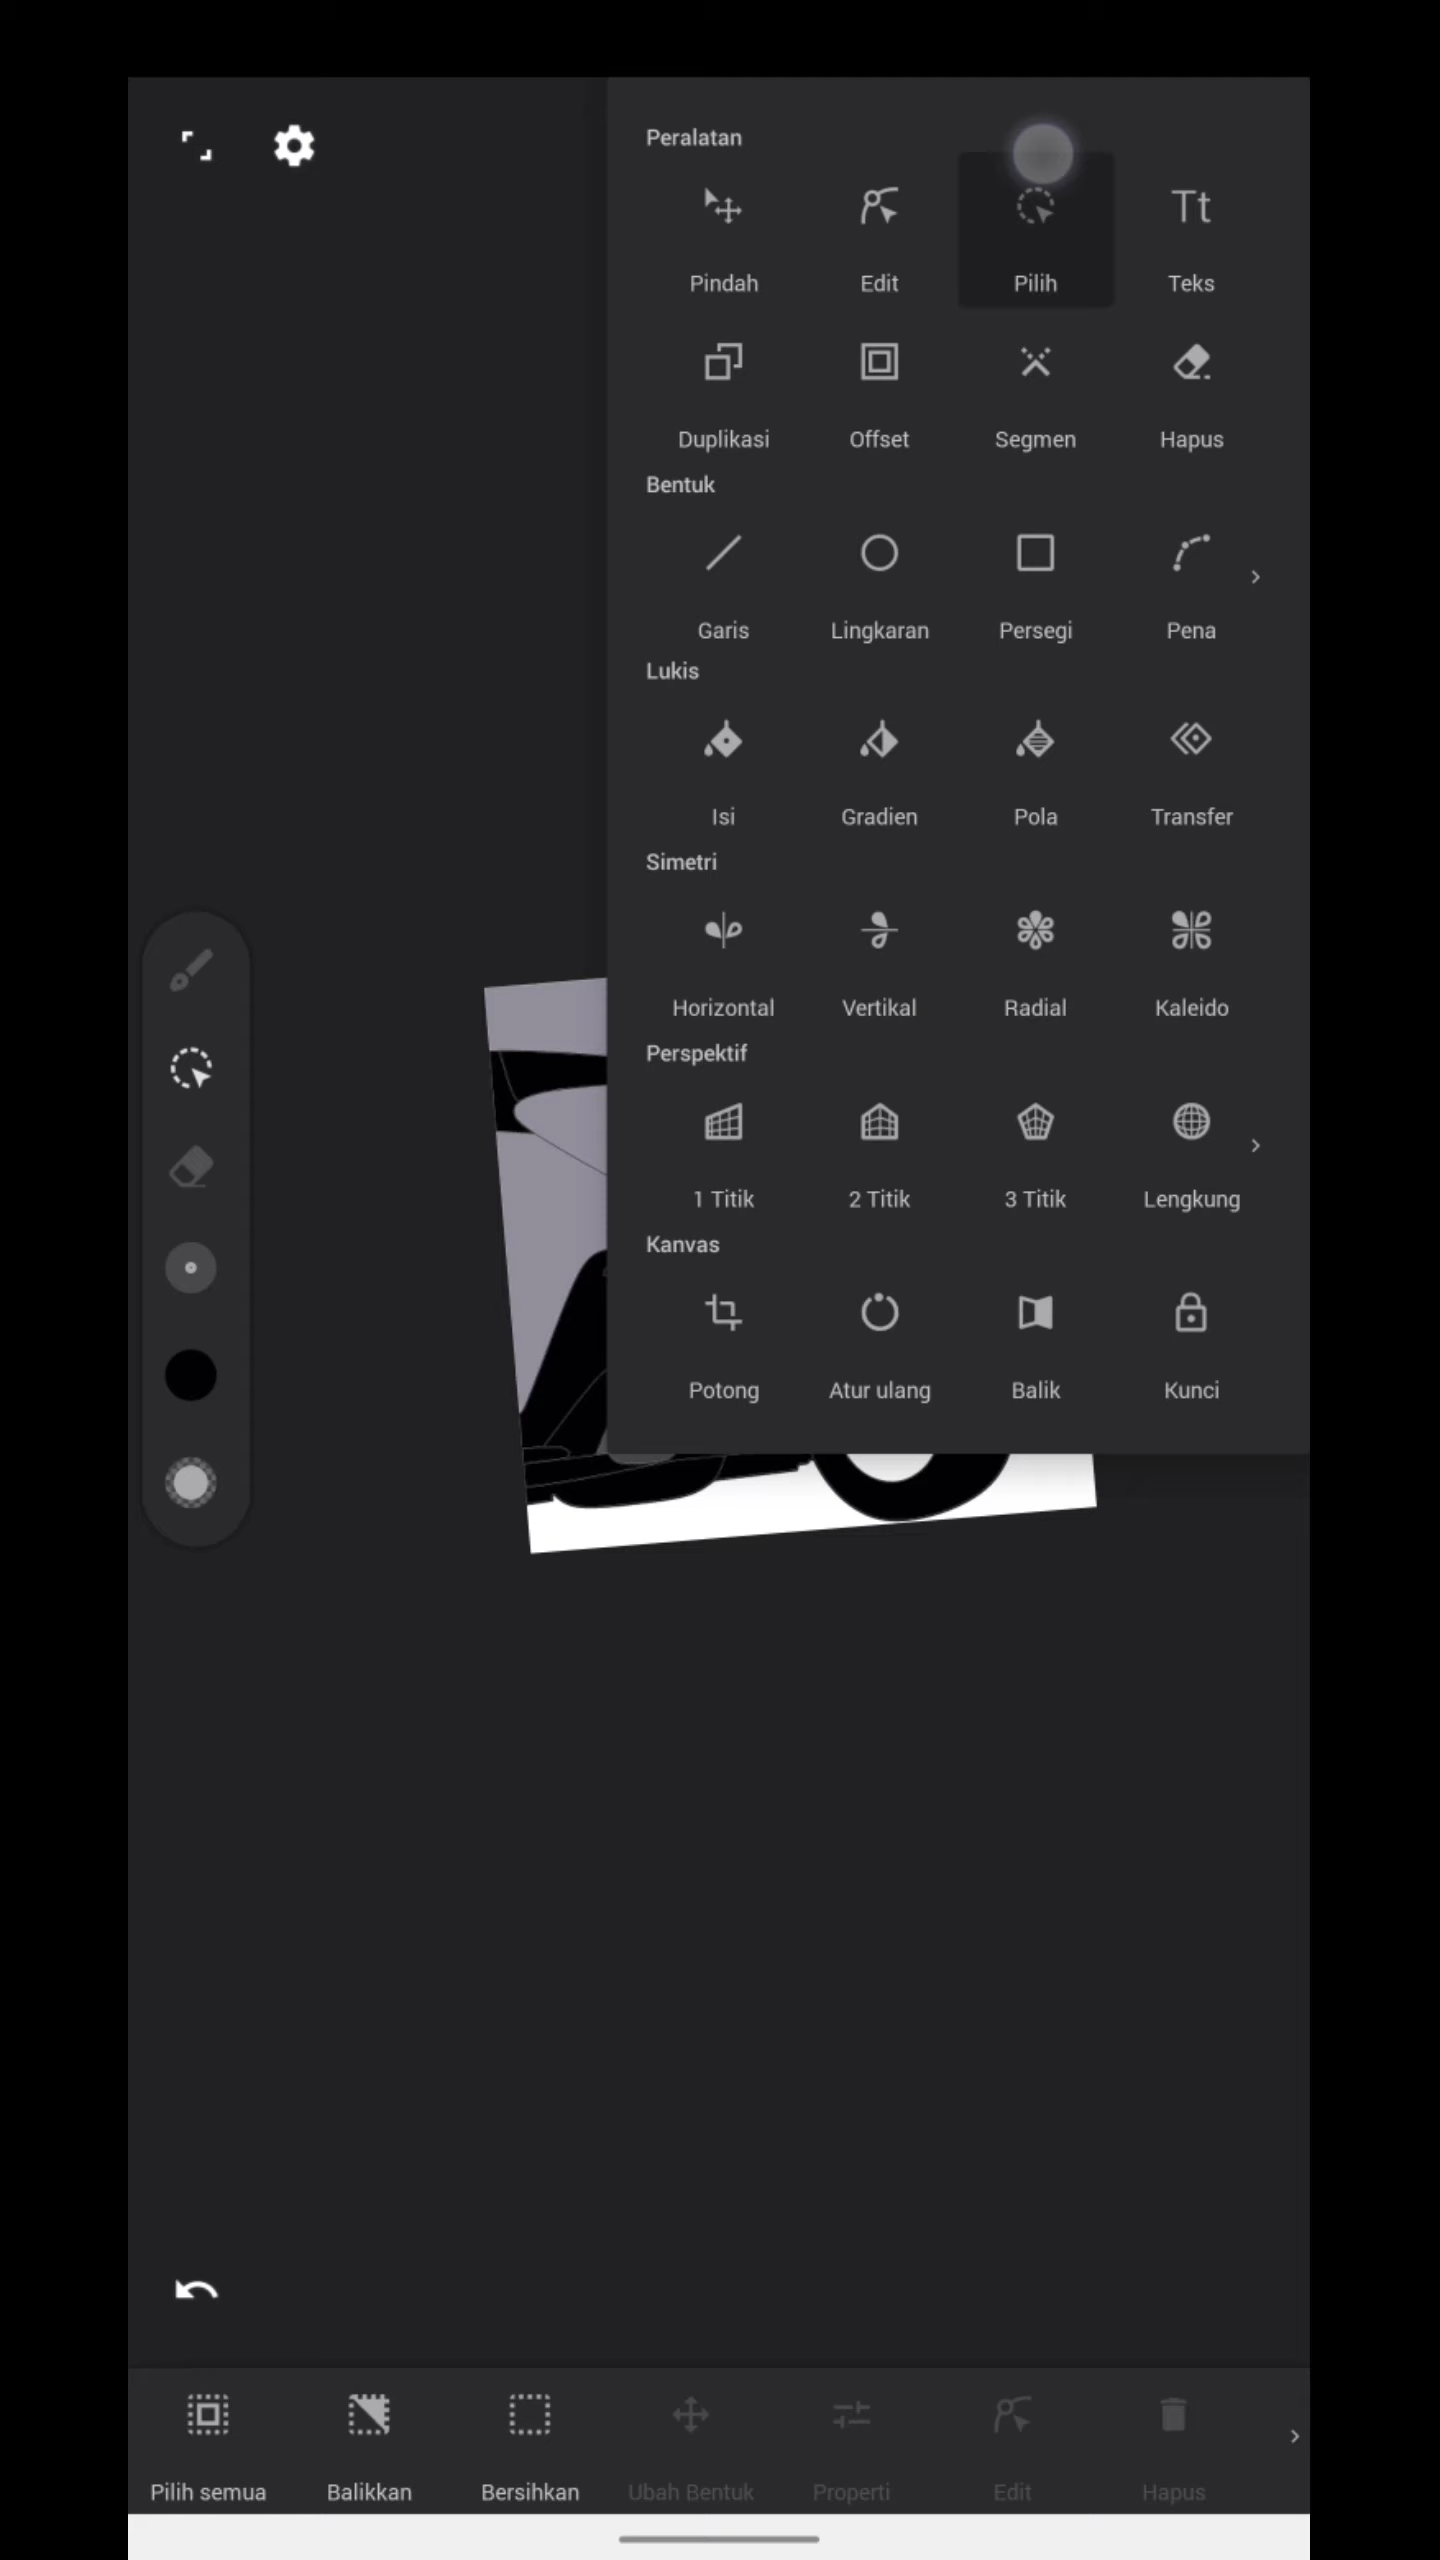 Peralatan
Pindah Edit Pilih Tt Teks
Duplikasi Offset Segmen Hapus
Bentuk
Garis Lingkaran Persegi Pena
Lukis
Isi Gradien Pola Transfer
Simetri
Horizontal Vertikal Radial Kaleido
Perspektif
1 Titik 2 Titik 3 Titik Lengkung
Kanvas
Potong Atur ulang Balik Kunci
Pilih semua Balikkan Bersihkan Ubah Bentuk Properti Edit Hapus